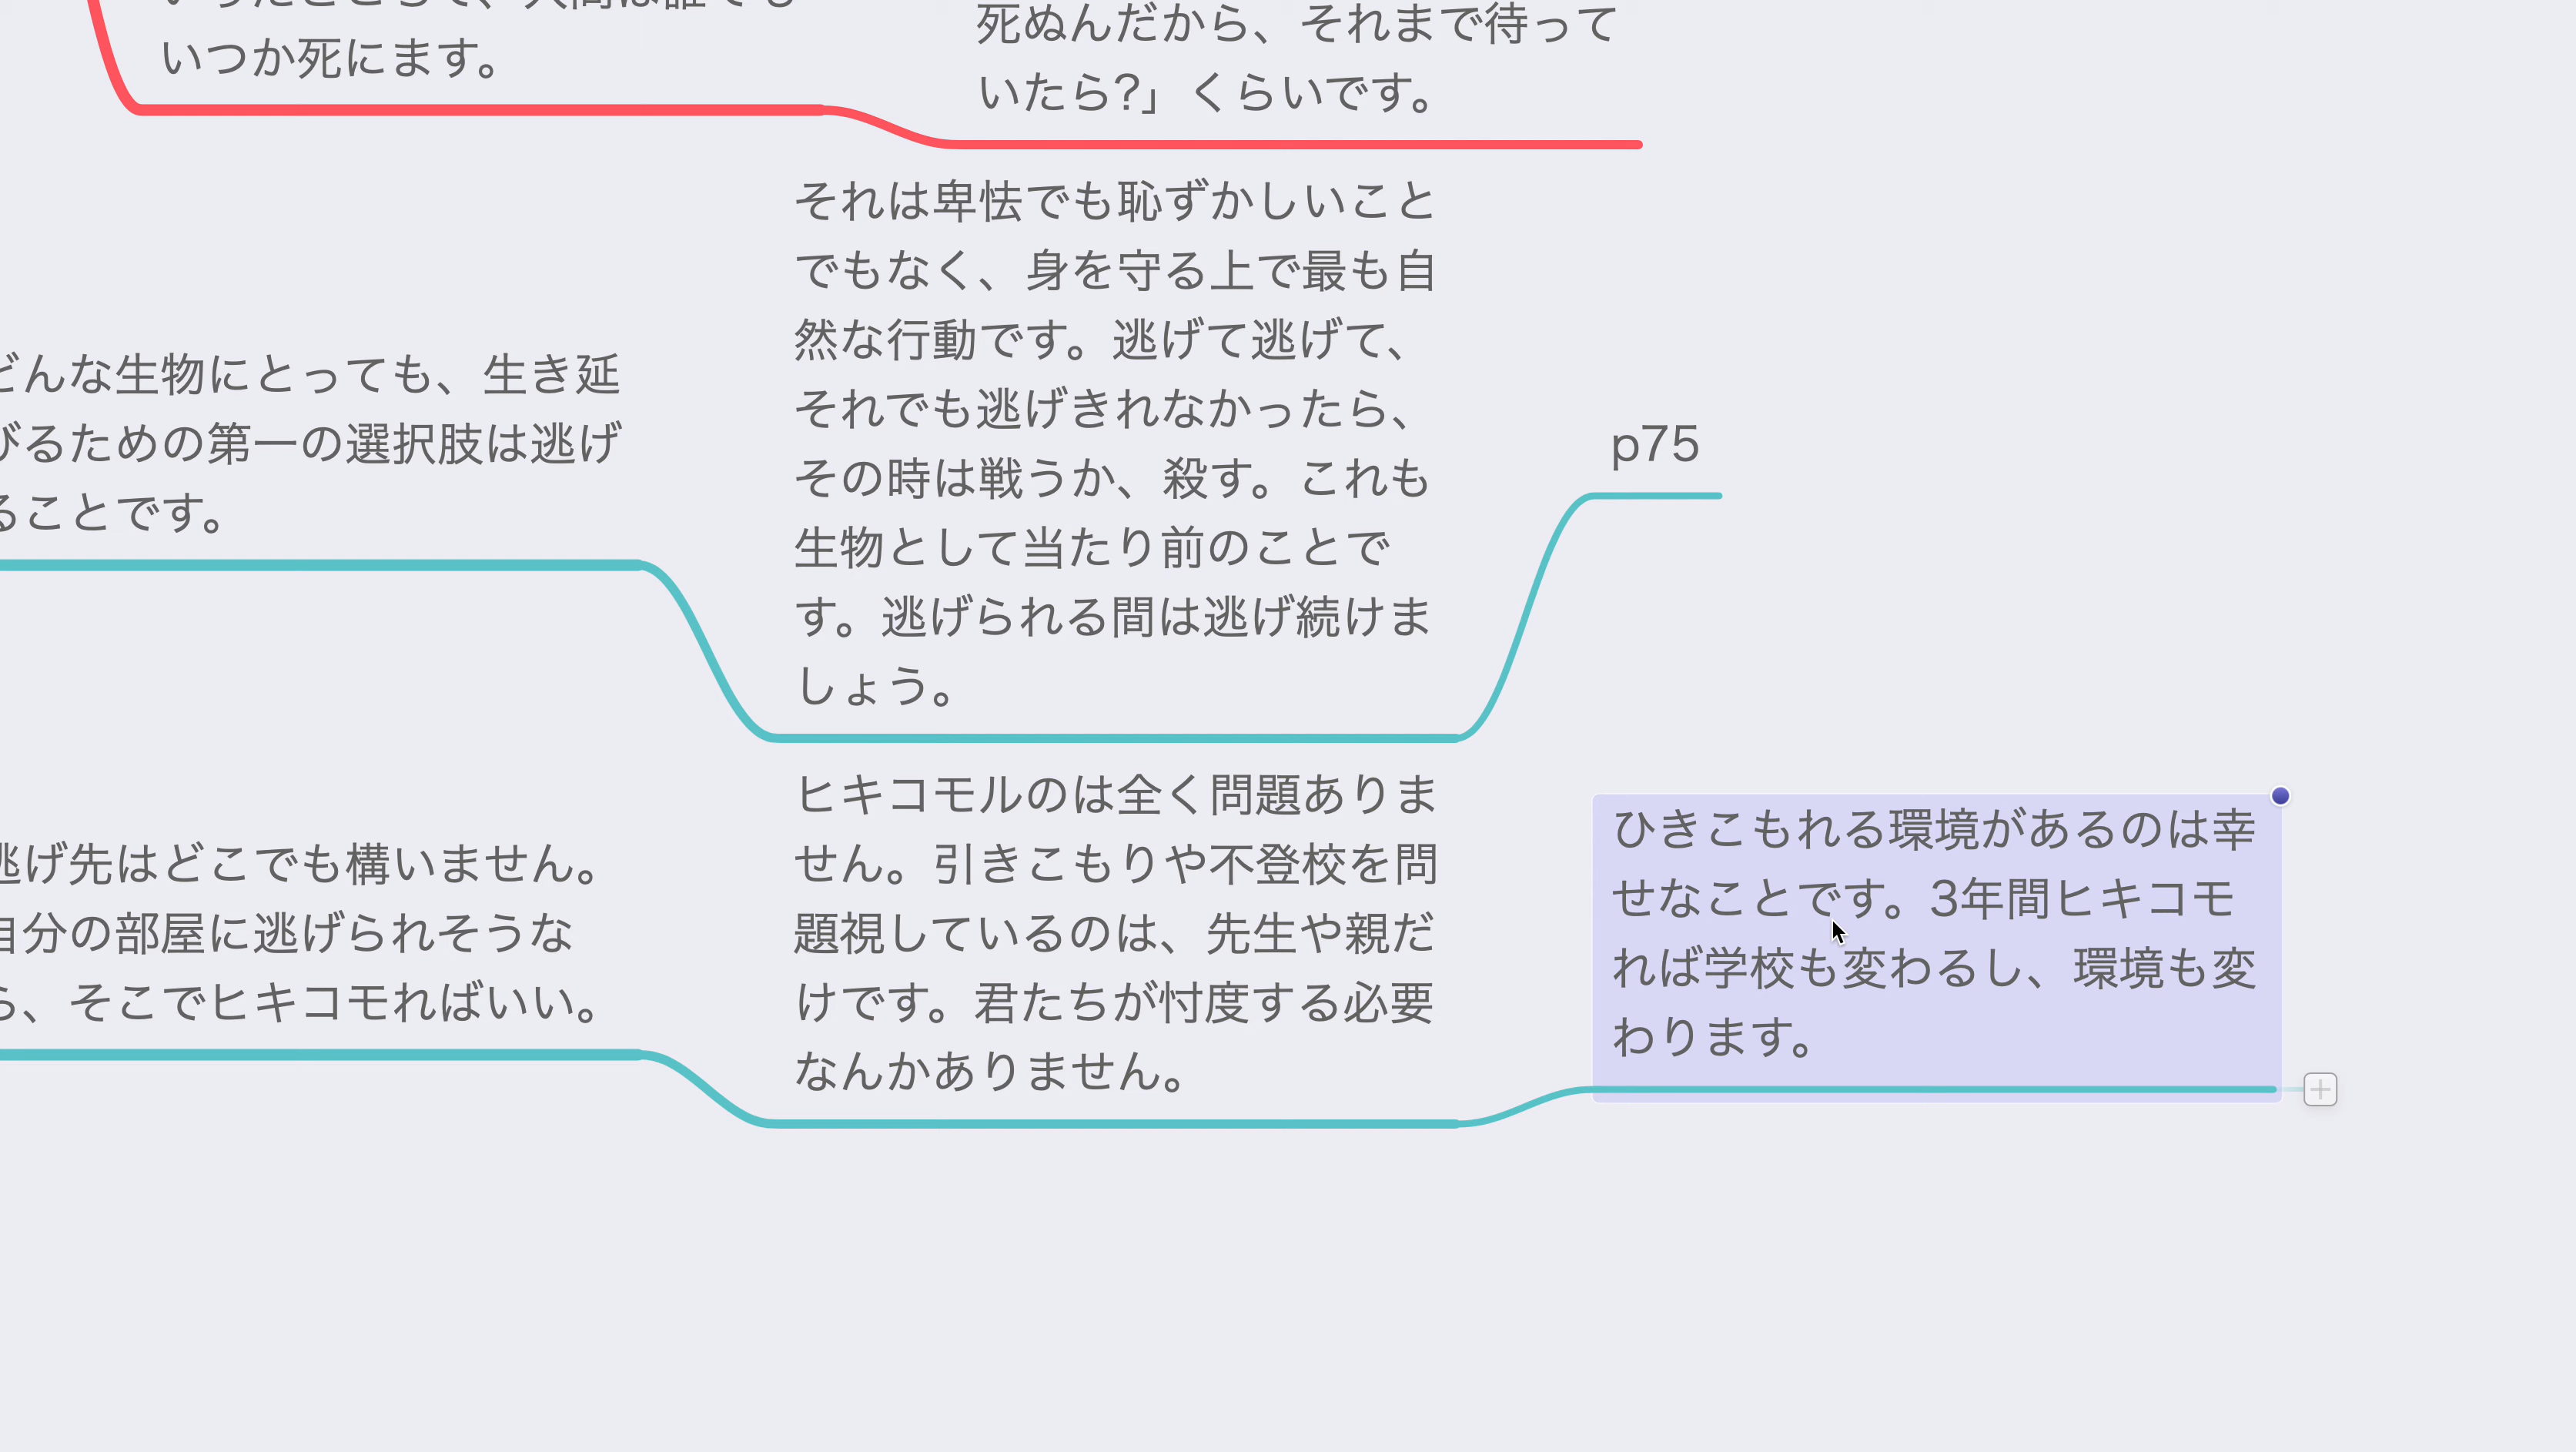 いつか死にます。
死ぬんだから、それまで待って
いたら?」くらいです。
どんな生物にとっても、生き延
びるための第一の選択肢は逃げ
ることです。
それは卑怯でも恥ずかしいこと
でもなく、身を守る上で最も自
然な行動です。逃げて逃げて、
それでも逃げきれなかったら、
その時は戦うか、殺す。これも
生物として当たり前のことで
す。逃げられる間は逃げ続けま
しょう。
p75
逃げ先はどこでも構いません。
自分の部屋に逃げられそうな
ら、そこでヒキコモればいい。
ヒキコモルのは全く問題ありま
せん。引きこもりや不登校を問
題視しているのは、先生や親だ
けです。君たちが忖度する必要
なんかありません。
ひきこもれる環境があるのは幸
せなことです。3年間ヒキコモ
れば学校も変わるし、環境も変
わります。